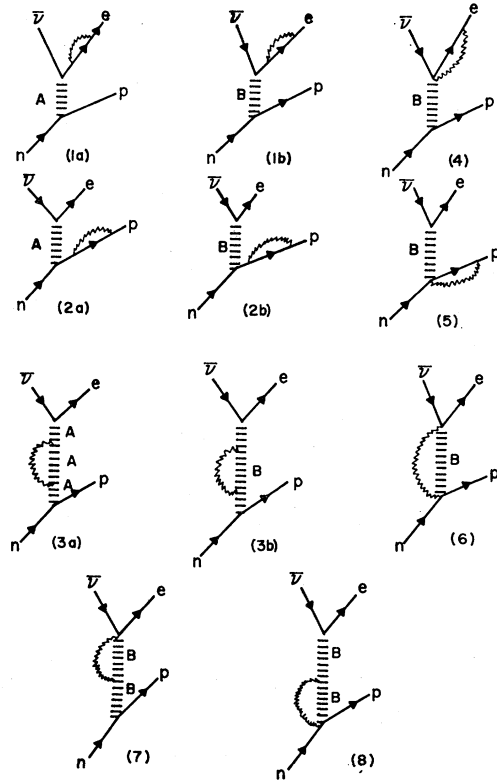 ν̄ e A p n (1a)
ν̄ e B p n (1b)
ν̄ e B p n (4)
ν̄ e A p n (2a)
ν̄ e B p n (2b)
ν̄ e B p n (5)
ν̄ e A A A p n (3a)
ν̄ e B p n (3b)
ν̄ e B p n (6)
ν̄ e B B p n (7)
ν̄ e B B p n (8)